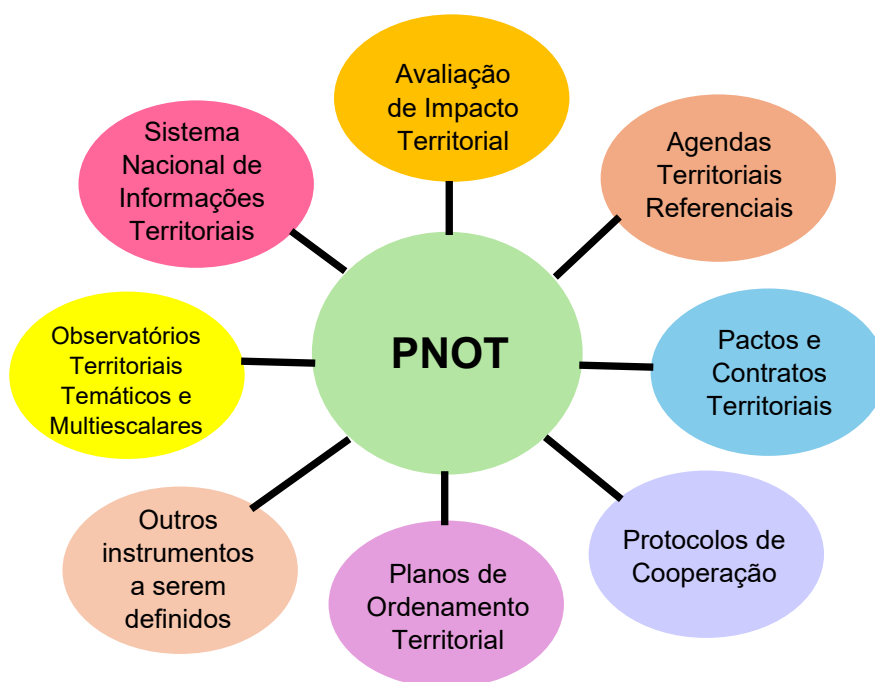 Avaliação
de Impacto
Territorial
Agendas
Territoriais
Referenciais
Pactos e
Contratos
Territoriais
Protocolos de
Cooperação
Planos de
Ordenamento
Territorial
Outros
instrumentos
a serem
definidos
Observatórios
Territoriais
Temáticos e
Multiescalares
Sistema
Nacional de
Informações
Territoriais
PNOT